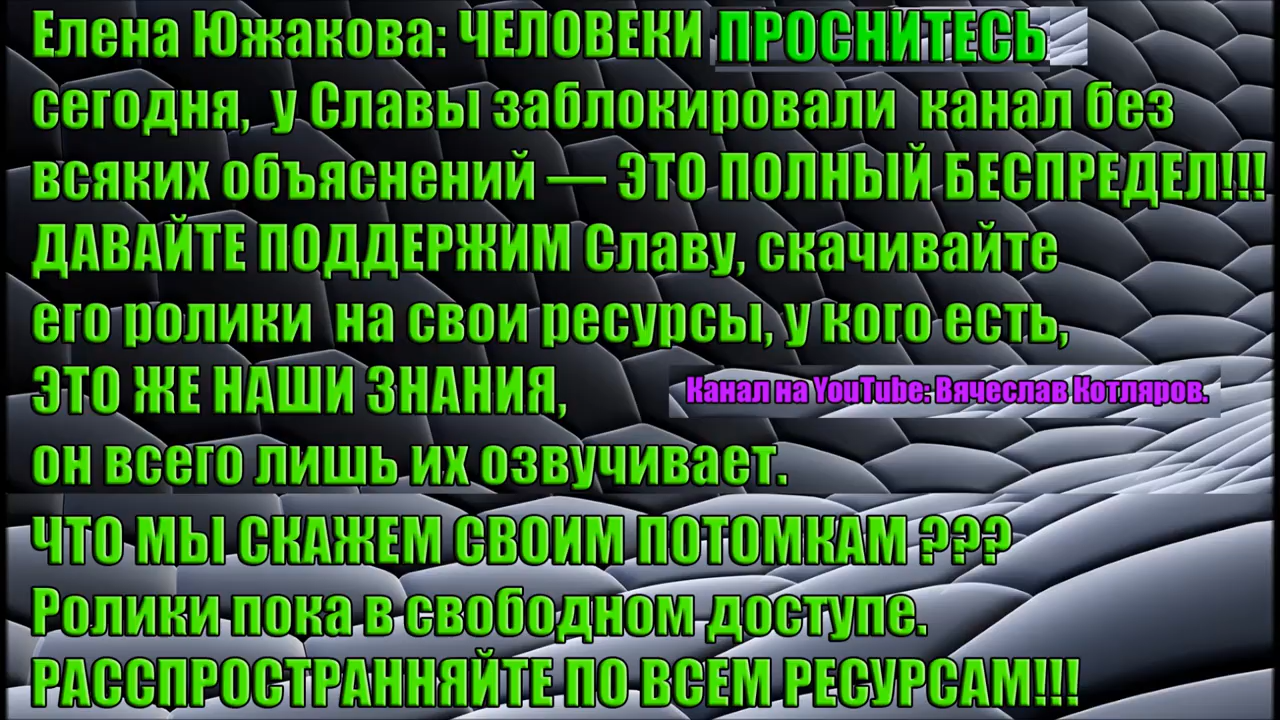 Елена Южакова: ЧЕЛОВЕКИ ПРОСНИТЕСЬ
сегодня, у Славы заблокировали канал без
всяких объяснений — ЭТО ПОЛНЫЙ БЕСПРЕДЕЛ!!!
ДАВАЙТЕ ПОДДЕРЖИМ Славу, скачивайте
его ролики на свои ресурсы, у кого есть,
ЭТО ЖЕ НАШИ ЗНАНИЯ,
Канал на YouTube: Вячеслав Котляров.
он всего лишь их озвучивает.
ЧТО МЫ СКАЖЕМ СВОИМ ПОТОМКАМ ???
Ролики пока в свободном доступе.
РАССПРОСТРАННЯЙТЕ ПО ВСЕМ РЕСУРСАМ!!!